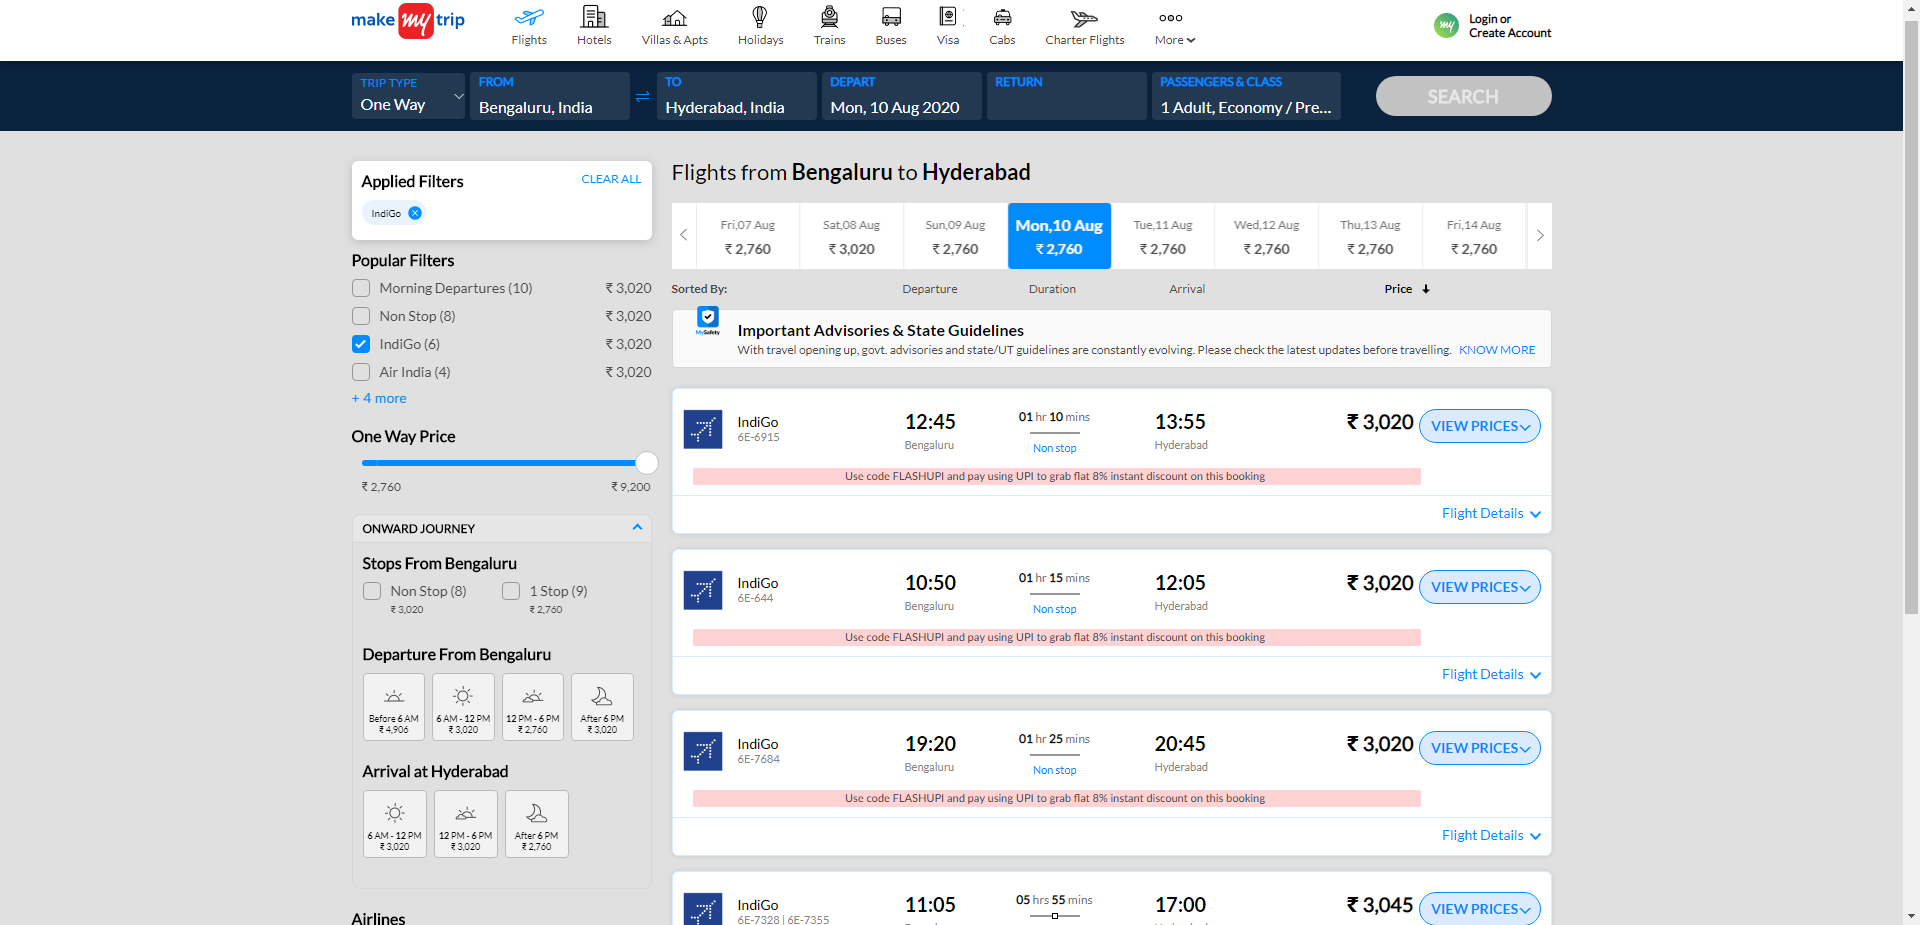 make my trip
Flights
Hotels
Villas & Apts
Holidays
Trains
Buses
Visa
Cabs
Charter Flights
More
my
Login or
Create Account
TRIP TYPE
One Way
FROM
Bengaluru, India
TO
Hyderabad, India
DEPART
Mon, 10 Aug 2020
RETURN
PASSENGERS & CLASS
1 Adult, Economy / Pre...
SEARCH
Applied Filters
CLEAR ALL
IndiGo
Popular Filters
Morning Departures (10) ₹ 3,020
Non Stop (8) ₹ 3,020
IndiGo (6) ₹ 3,020
Air India (4) ₹ 3,020
+ 4 more
One Way Price
₹ 2,760 ₹ 9,200
ONWARD JOURNEY
Stops From Bengaluru
Non Stop (8) 1 Stop (9)
₹ 3,020 ₹ 2,760
Departure From Bengaluru
Before 6 AM 6 AM - 12 PM 12 PM - 6 PM After 6 PM
₹ 4,906 ₹ 3,020 ₹ 2,760 ₹ 3,020
Arrival at Hyderabad
6 AM - 12 PM 12 PM - 6 PM After 6 PM
₹ 3,020 ₹ 3,020 ₹ 2,760
Airlines
Flights from Bengaluru to Hyderabad
Fri,07 Aug Sat,08 Aug Sun,09 Aug Mon,10 Aug Tue,11 Aug Wed,12 Aug Thu,13 Aug Fri,14 Aug
₹ 2,760 ₹ 3,020 ₹ 2,760 ₹ 2,760 ₹ 2,760 ₹ 2,760 ₹ 2,760 ₹ 2,760
Sorted By: Departure Duration Arrival Price
MySafety
Important Advisories & State Guidelines
With travel opening up, govt. advisories and state/UT guidelines are constantly evolving. Please check the latest updates before travelling. KNOW MORE
IndiGo 12:45 01 hr 10 mins 13:55 ₹ 3,020 VIEW PRICES
6E-6915 Bengaluru Non stop Hyderabad
Use code FLASHUPI and pay using UPI to grab flat 8% instant discount on this booking
Flight Details
IndiGo 10:50 01 hr 15 mins 12:05 ₹ 3,020 VIEW PRICES
6E-644 Bengaluru Non stop Hyderabad
Use code FLASHUPI and pay using UPI to grab flat 8% instant discount on this booking
Flight Details
IndiGo 19:20 01 hr 25 mins 20:45 ₹ 3,020 VIEW PRICES
6E-7684 Bengaluru Non stop Hyderabad
Use code FLASHUPI and pay using UPI to grab flat 8% instant discount on this booking
Flight Details
IndiGo 11:05 05 hrs 55 mins 17:00 ₹ 3,045 VIEW PRICES
6E-7328 | 6E-7355